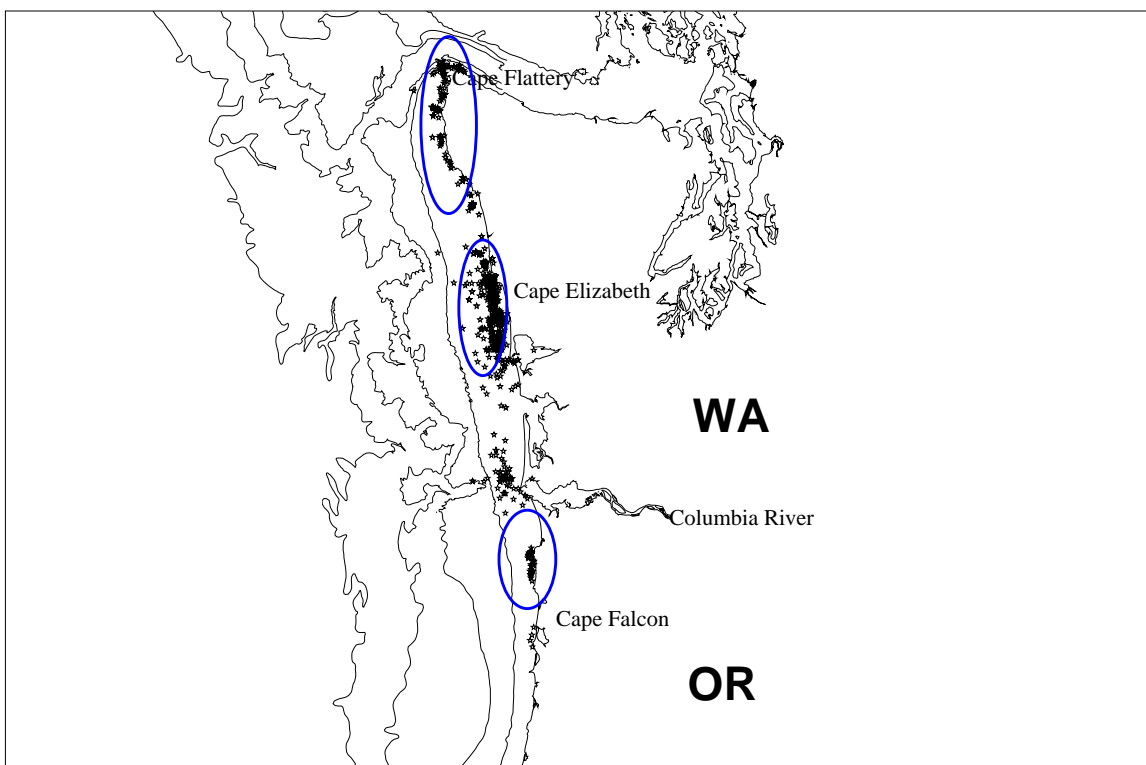 Cape Flattery
Cape Elizabeth
WA
Columbia River
Cape Falcon
OR